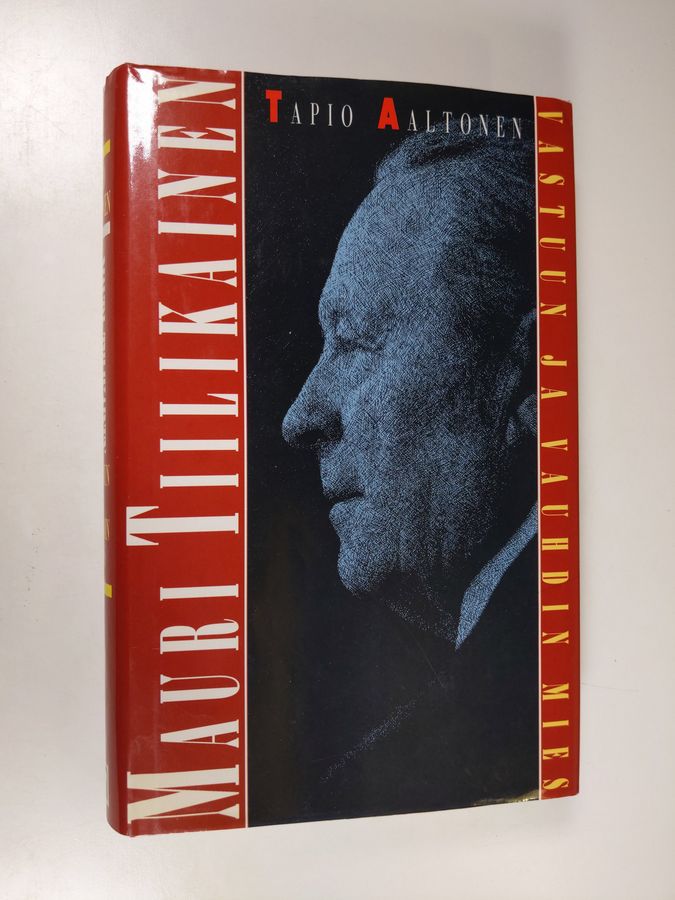 TAPIO AALTONEN
MAURI TIILIKAINEN
VASTUUN JA VAUHDIN MIES